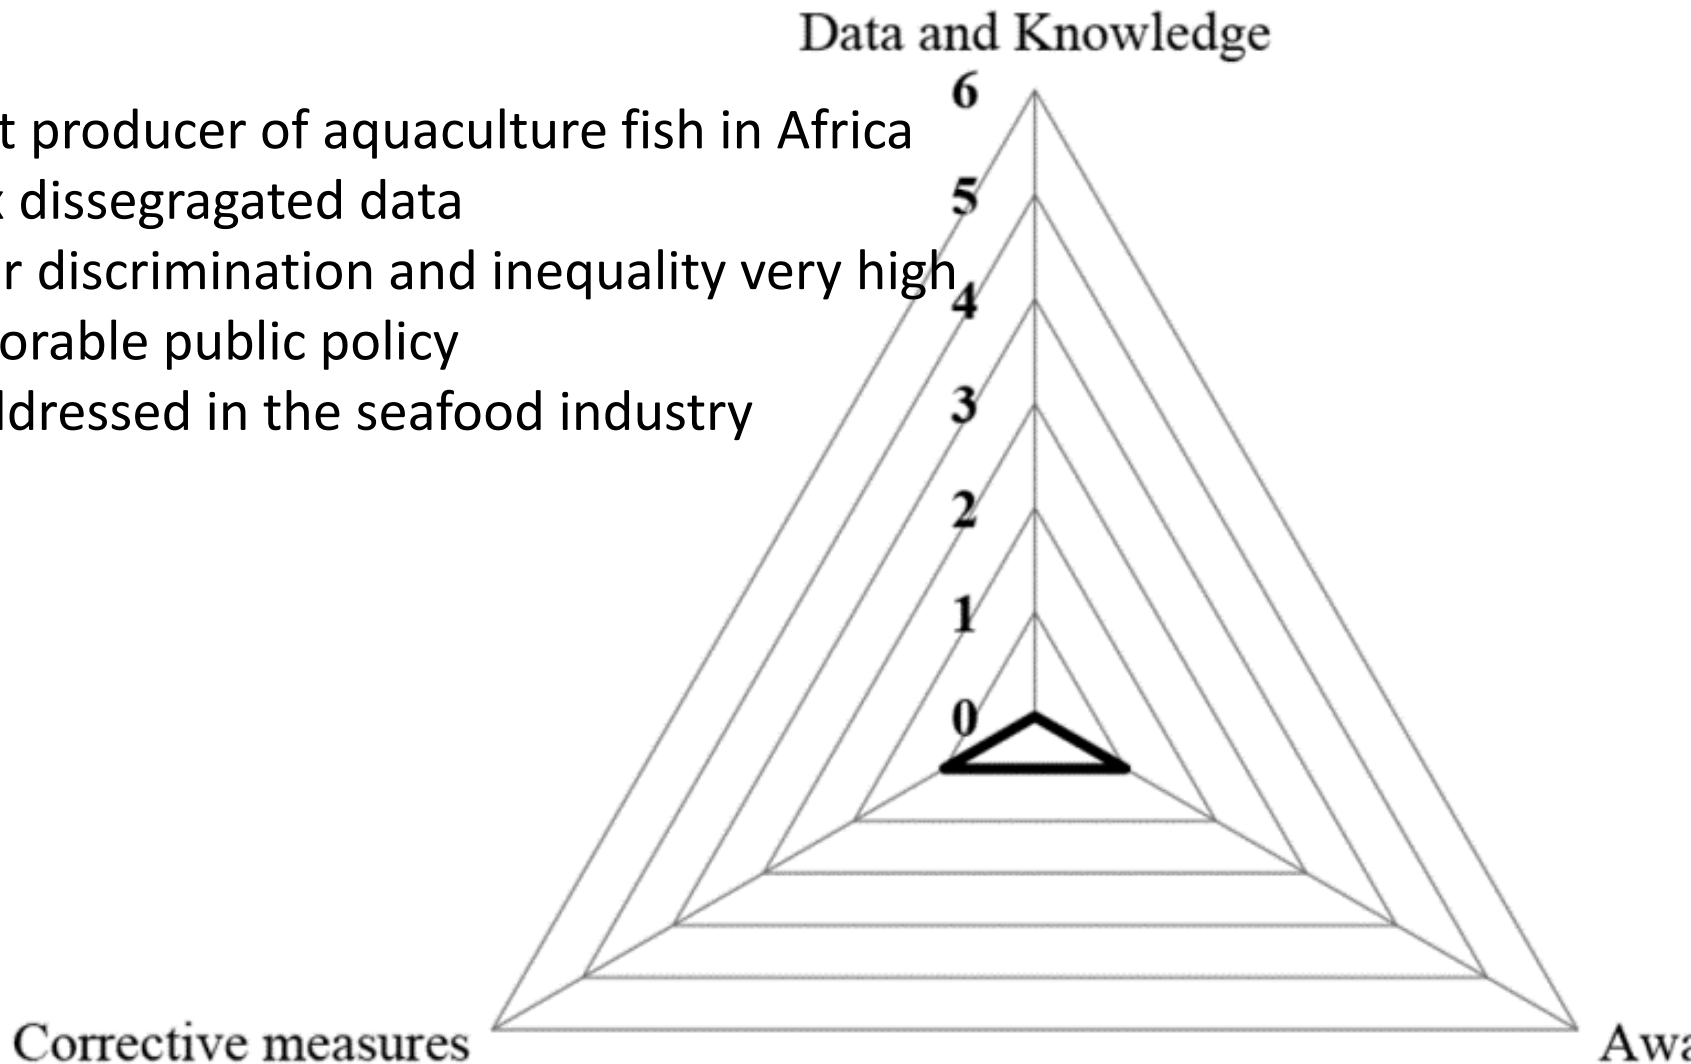 Data and Knowledge
6
t producer of aquaculture fish in Africa
5
dissegragated data
r discrimination and inequality very high
4
orable public policy
3
ddressed in the seafood industry
2
1
0
Corrective measures
Awa